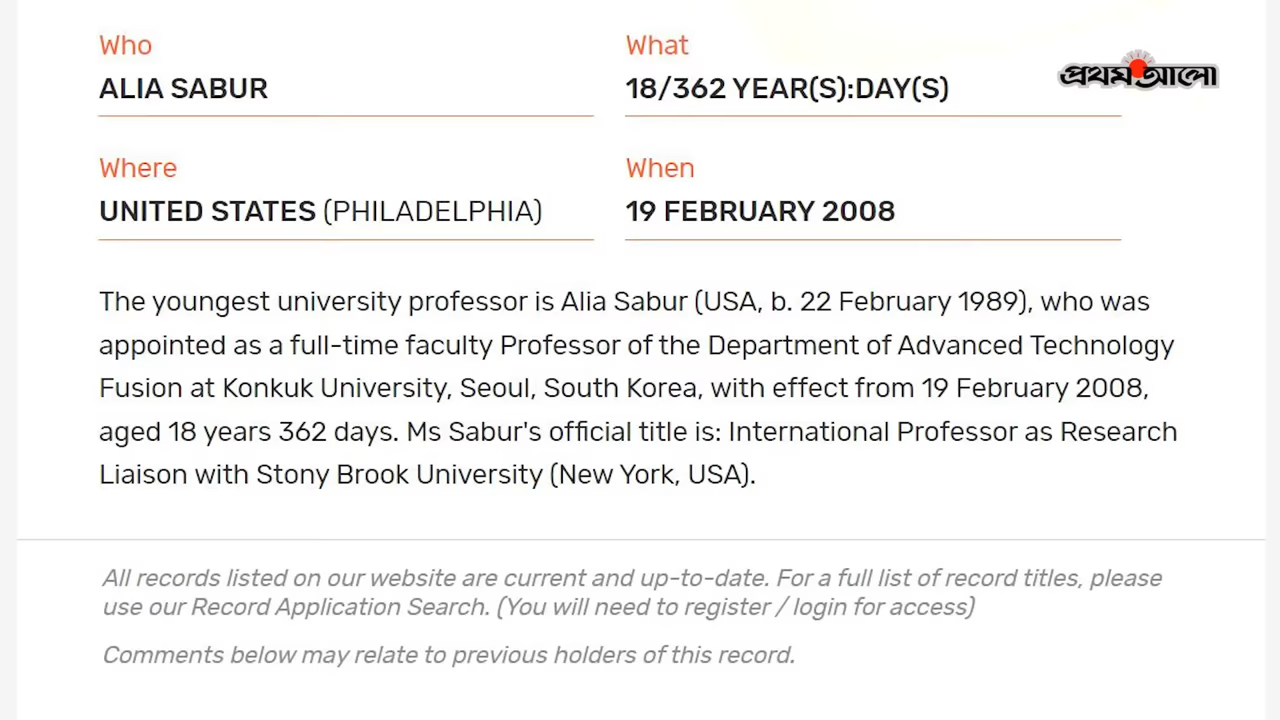 Who
ALIA SABUR
What
18/362 YEAR(S):DAY(S)
প্রথম আলো
Where
UNITED STATES (PHILADELPHIA)
When
19 FEBRUARY 2008
The youngest university professor is Alia Sabur (USA, b. 22 February 1989), who was
appointed as a full-time faculty Professor of the Department of Advanced Technology
Fusion at Konkuk University, Seoul, South Korea, with effect from 19 February 2008,
aged 18 years 362 days. Ms Sabur's official title is: International Professor as Research
Liaison with Stony Brook University (New York, USA).
All records listed on our website are current and up-to-date. For a full list of record titles, please
use our Record Application Search. (You will need to register / login for access)
Comments below may relate to previous holders of this record.